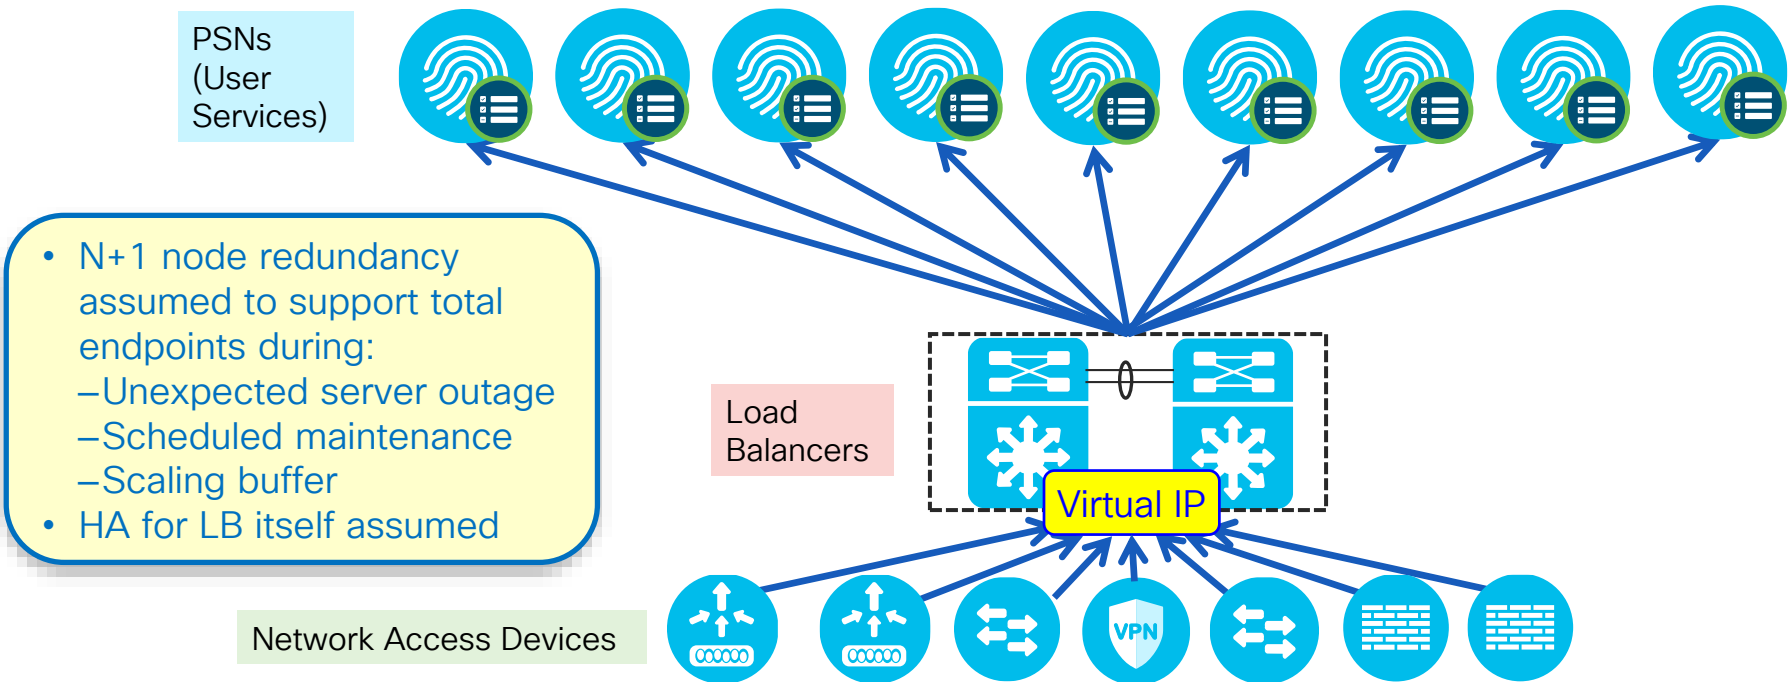 PSNs
(User
Services)
• N+1 node redundancy
assumed to support total
endpoints during:
–Unexpected server outage
–Scheduled maintenance
–Scaling buffer
• HA for LB itself assumed
Load
Balancers
Virtual IP
Network Access Devices
VPN